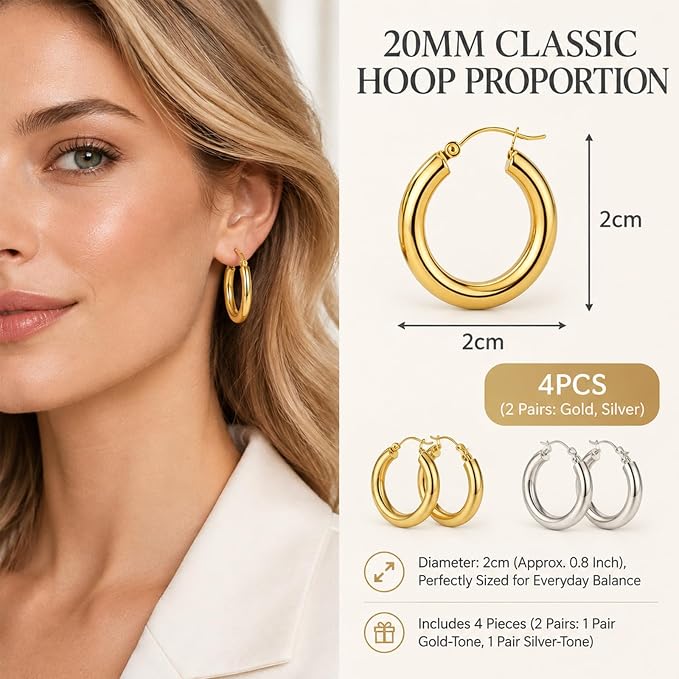 20MM CLASSIC
HOOP PROPORTION
2cm
2cm
4PCS
(2 Pairs: Gold, Silver)
Diameter: 2cm (Approx. 0.8 Inch),
Perfectly Sized for Everyday Balance
Includes 4 Pieces (2 Pairs: 1 Pair
Gold-Tone, 1 Pair Silver-Tone)